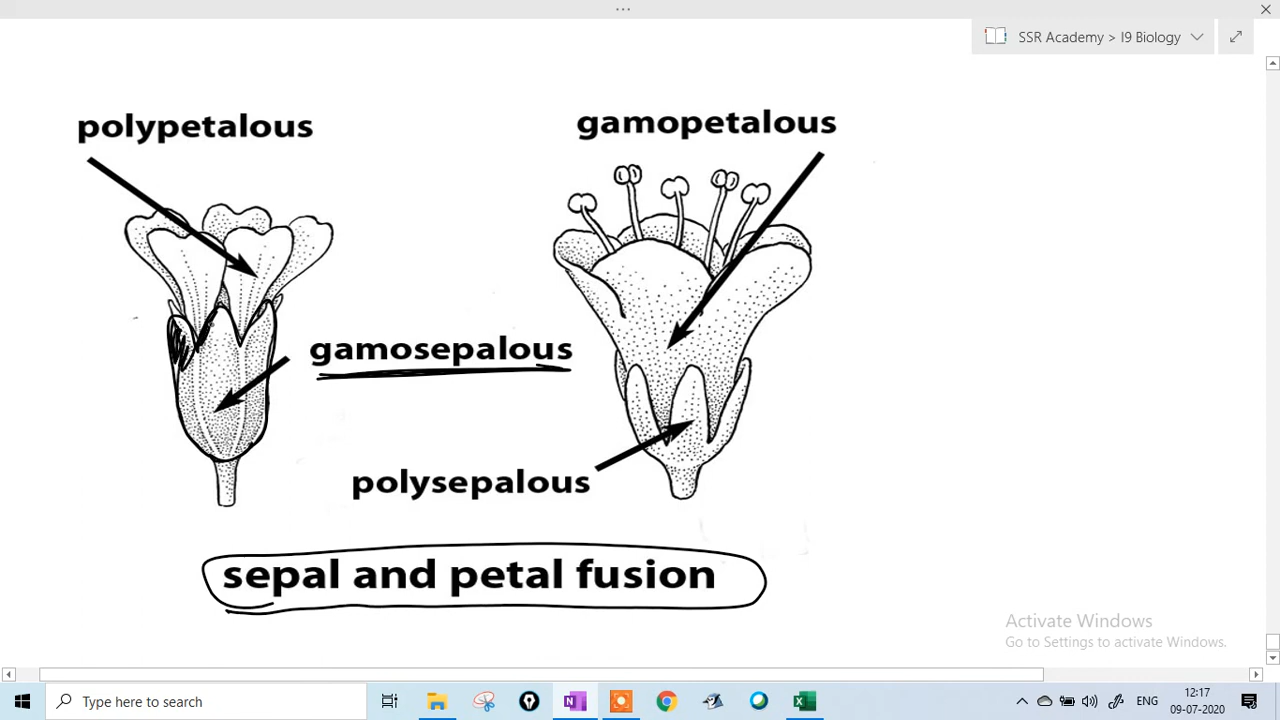 SSR Academy > I9 Biology
polypetalous
gamopetalous
gamosepalous
polysepalous
sepal and petal fusion
Activate Windows
Go to Settings to activate Windows.
Type here to search
ENG
12:17
09-07-2020